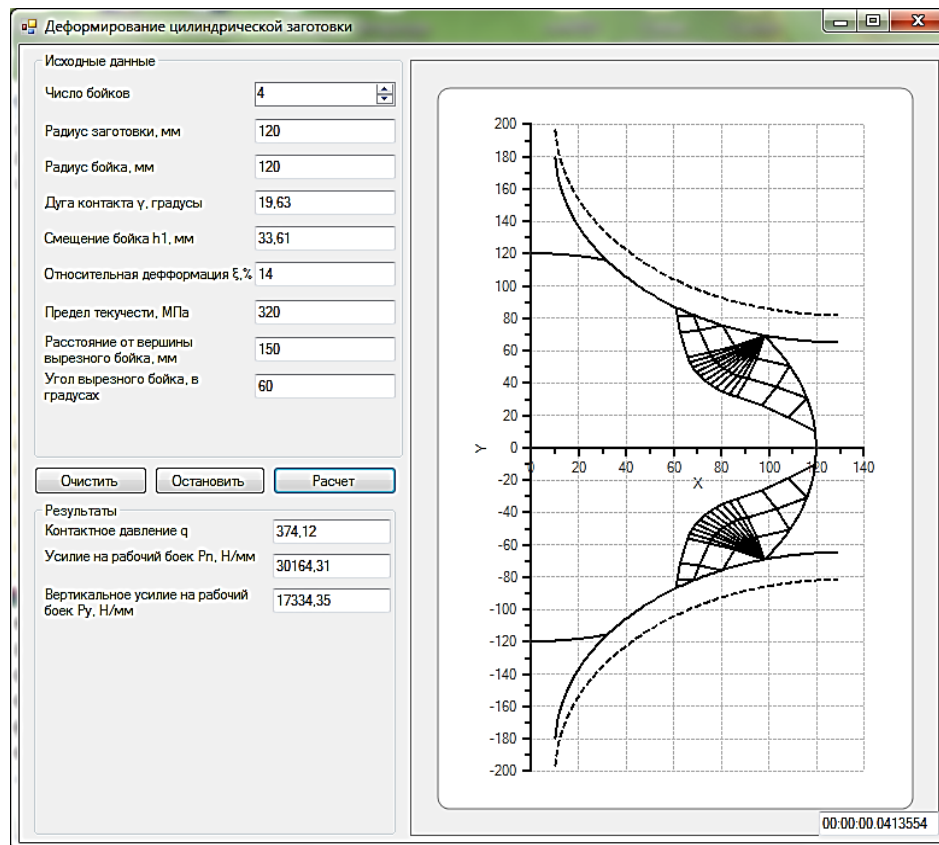 Деформирование цилиндрической заготовки
Исходные данные
Число бойков 4
Радиус заготовки, мм 120
Радиус бойка, мм 120
Дуга контакта γ, градусы 19,63
Смещение бойка h1, мм 33,61
Относительная дефформация ξ,% 14
Предел текучести, МПа 320
Расстояние от вершины
вырезного бойка, мм 150
Угол вырезного бойка, в
градусах 60
Очистить Остановить Расчет
Результаты
Контактное давление q 374,12
Усилие на рабочий боек Pn, Н/мм 30164,31
Вертикальное усилие на рабочий
боек Py, Н/мм 17334,35
200
180
160
140
120
100
80
60
40
20
0
-20
-40
-60
-80
-100
-120
-140
-160
-180
-200
Y
0 20 40 60 80 100 120 140
X
00:00:00.0413554